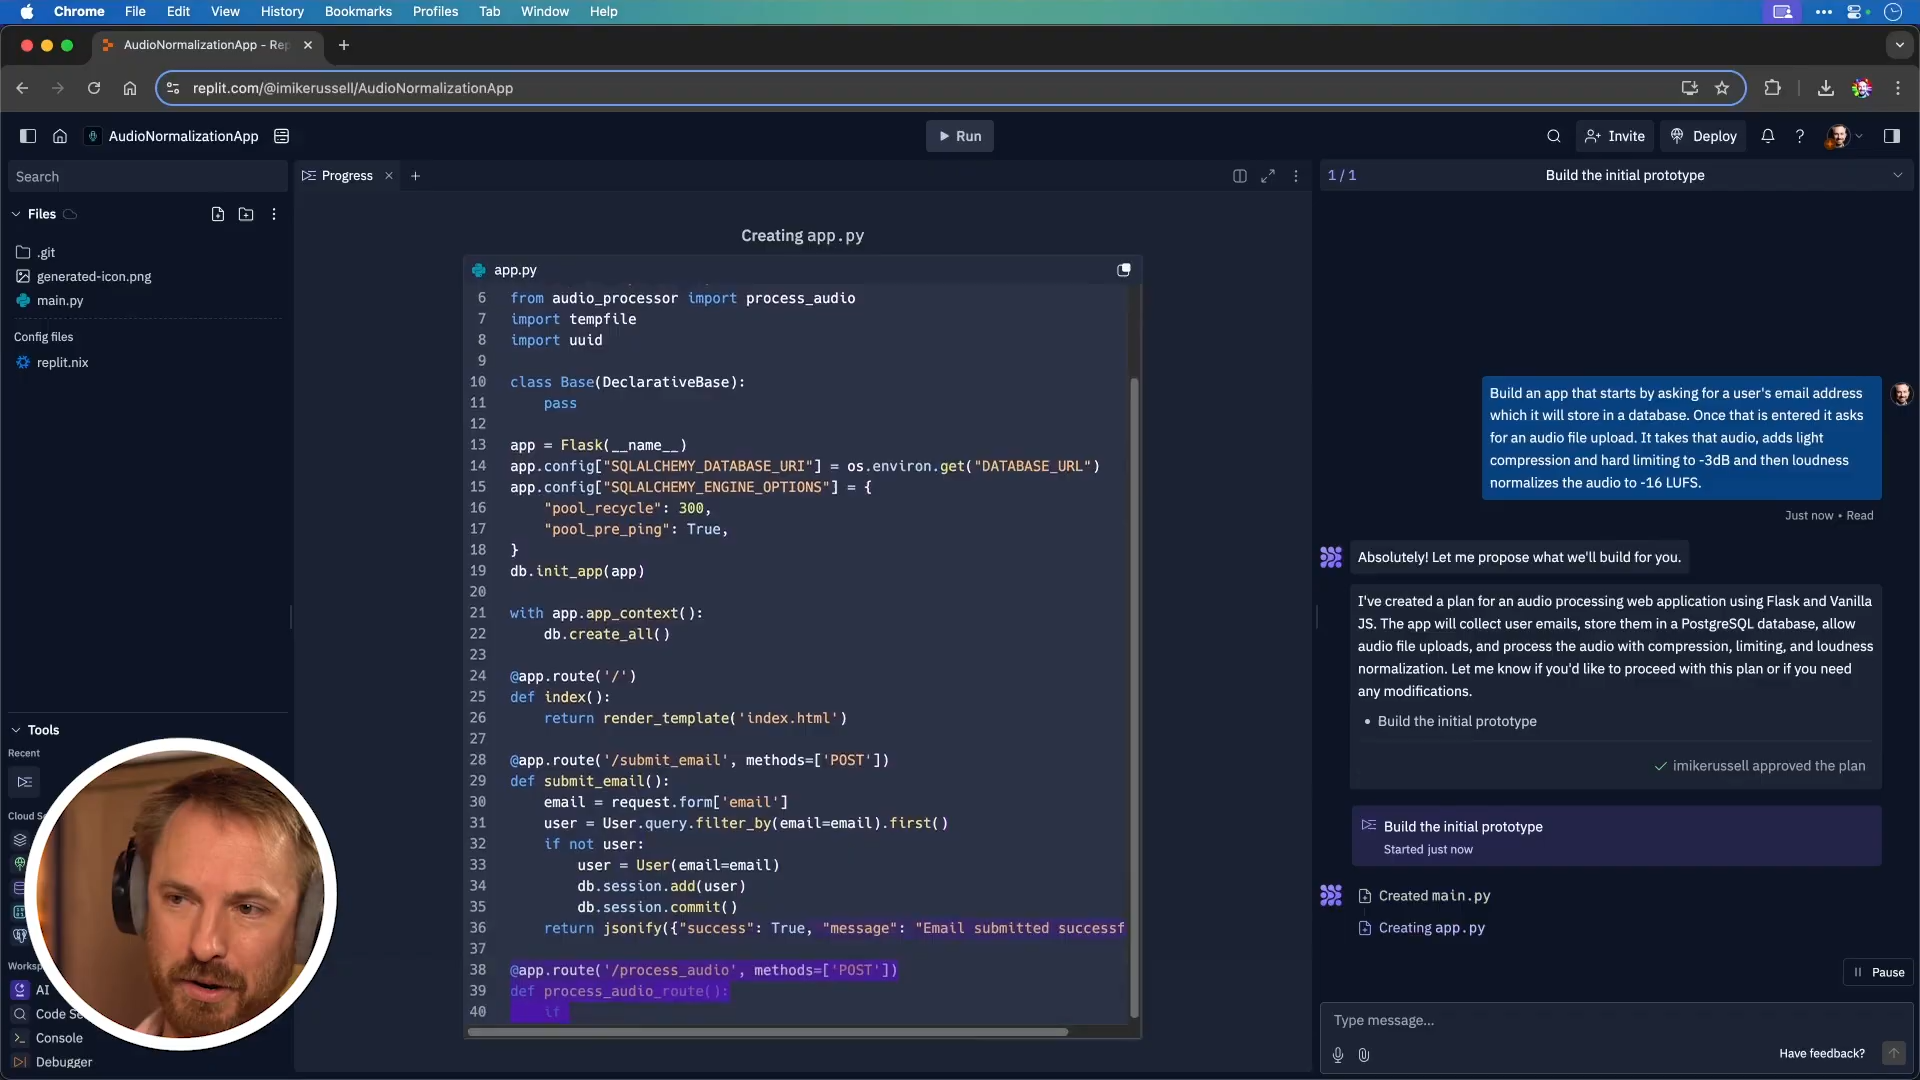 Chrome File Edit View History Bookmarks Profiles Tab Window Help
AudioNormalizationApp - Rep
replit.com/@imikerussell/AudioNormalizationApp
AudioNormalizationApp
Run
Invite
Deploy
Search
Files
.git
generated-icon.png
main.py
Config files
replit.nix
Tools
Recent
Cloud Se
Worksp
AI
Code Se
Console
Debugger
Progress
Creating app.py
app.py
6 from audio_processor import process_audio
7 import tempfile
8 import uuid
9
10 class Base(DeclarativeBase):
11     pass
12
13 app = Flask(__name__)
14 app.config["SQLALCHEMY_DATABASE_URI"] = os.environ.get("DATABASE_URL")
15 app.config["SQLALCHEMY_ENGINE_OPTIONS"] = {
16     "pool_recycle": 300,
17     "pool_pre_ping": True,
18 }
19 db.init_app(app)
20
21 with app.app_context():
22     db.create_all()
23
24 @app.route('/')
25 def index():
26     return render_template('index.html')
27
28 @app.route('/submit_email', methods=['POST'])
29 def submit_email():
30     email = request.form['email']
31     user = User.query.filter_by(email=email).first()
32     if not user:
33         user = User(email=email)
34         db.session.add(user)
35         db.session.commit()
36     return jsonify({"success": True, "message": "Email submitted successf
37
38 @app.route('/process_audio', methods=['POST'])
39 def process_audio_route():
40     if
1 / 1
Build the initial prototype
Build an app that starts by asking for a user's email address
which it will store in a database. Once that is entered it asks
for an audio file upload. It takes that audio, adds light
compression and hard limiting to -3dB and then loudness
normalizes the audio to -16 LUFS.
Just now • Read
Absolutely! Let me propose what we'll build for you.
I've created a plan for an audio processing web application using Flask and Vanilla
JS. The app will collect user emails, store them in a PostgreSQL database, allow
audio file uploads, and process the audio with compression, limiting, and loudness
normalization. Let me know if you'd like to proceed with this plan or if you need
any modifications.
• Build the initial prototype
imikerussell approved the plan
Build the initial prototype
Started just now
Created main.py
Creating app.py
Pause
Type message...
Have feedback?